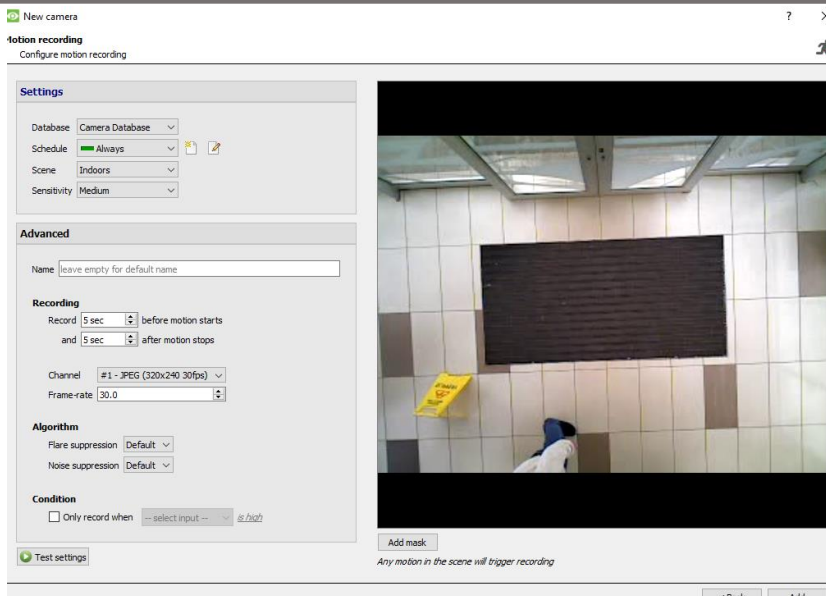 New camera
Motion recording
Configure motion recording
Settings
Database Camera Database
Schedule Always
Scene Indoors
Sensitivity Medium
Advanced
Name leave empty for default name
Recording
Record 5 sec before motion starts
and 5 sec after motion stops
Channel #1 - JPEG (320x240 30fps)
Frame-rate 30.0
Algorithm
Flare suppression Default
Noise suppression Default
Condition
Only record when -- select input -- is high
Test settings
Add mask
Any motion in the scene will trigger recording